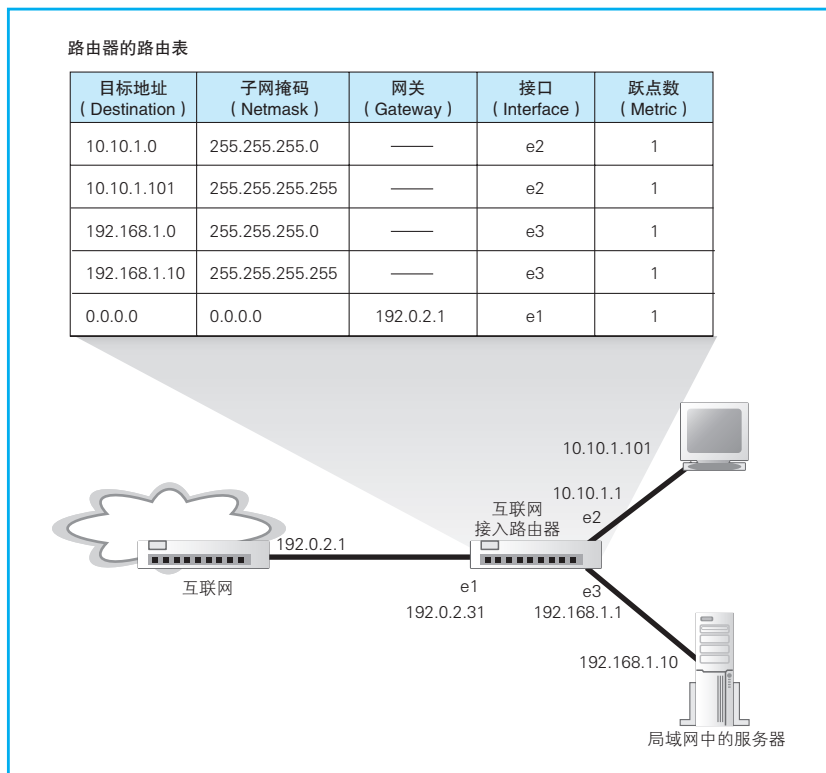 路由器的路由表
目标地址 子网掩码 网关 接口 跃点数
( Destination ) ( Netmask ) ( Gateway ) ( Interface ) ( Metric )
10.10.1.0 255.255.255.0 —— e2 1
10.10.1.101 255.255.255.255 —— e2 1
192.168.1.0 255.255.255.0 —— e3 1
192.168.1.10 255.255.255.255 —— e3 1
0.0.0.0 0.0.0.0 192.0.2.1 e1 1
10.10.1.101
10.10.1.1
互联网
接入路由器
e2
192.0.2.1
互联网
e1
192.0.2.31
e3
192.168.1.1
192.168.1.10
局域网中的服务器